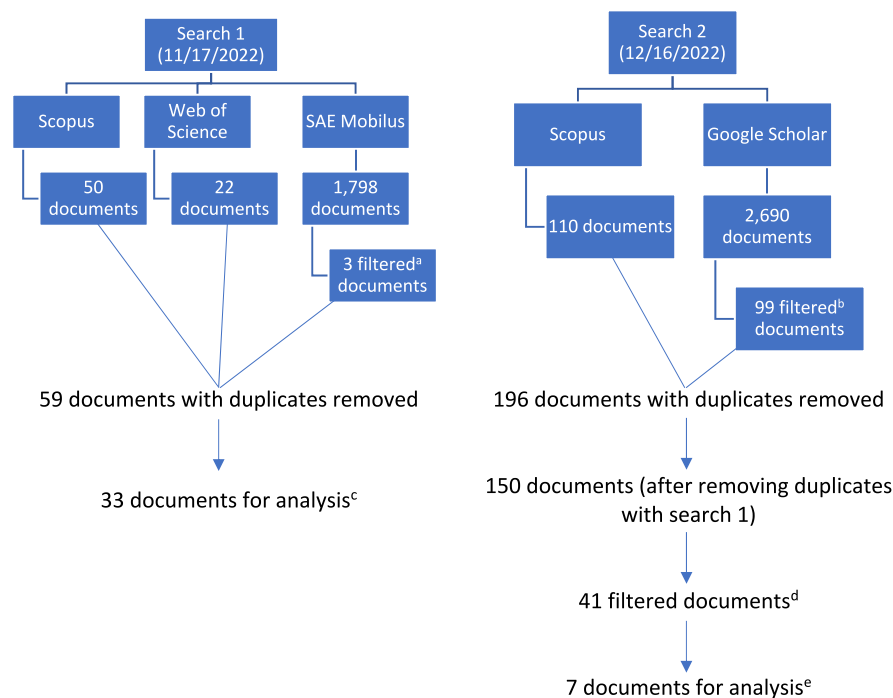 Search 1
(11/17/2022)
Scopus
Web of
Science
SAE Mobilus
50
documents
22
documents
1,798
documents
3 filteredᵃ
documents
59 documents with duplicates removed
33 documents for analysisᶜ
Search 2
(12/16/2022)
Scopus
Google Scholar
110 documents
2,690
documents
99 filteredᵇ
documents
196 documents with duplicates removed
150 documents (after removing duplicates
with search 1)
41 filtered documentsᵈ
7 documents for analysisᵉ